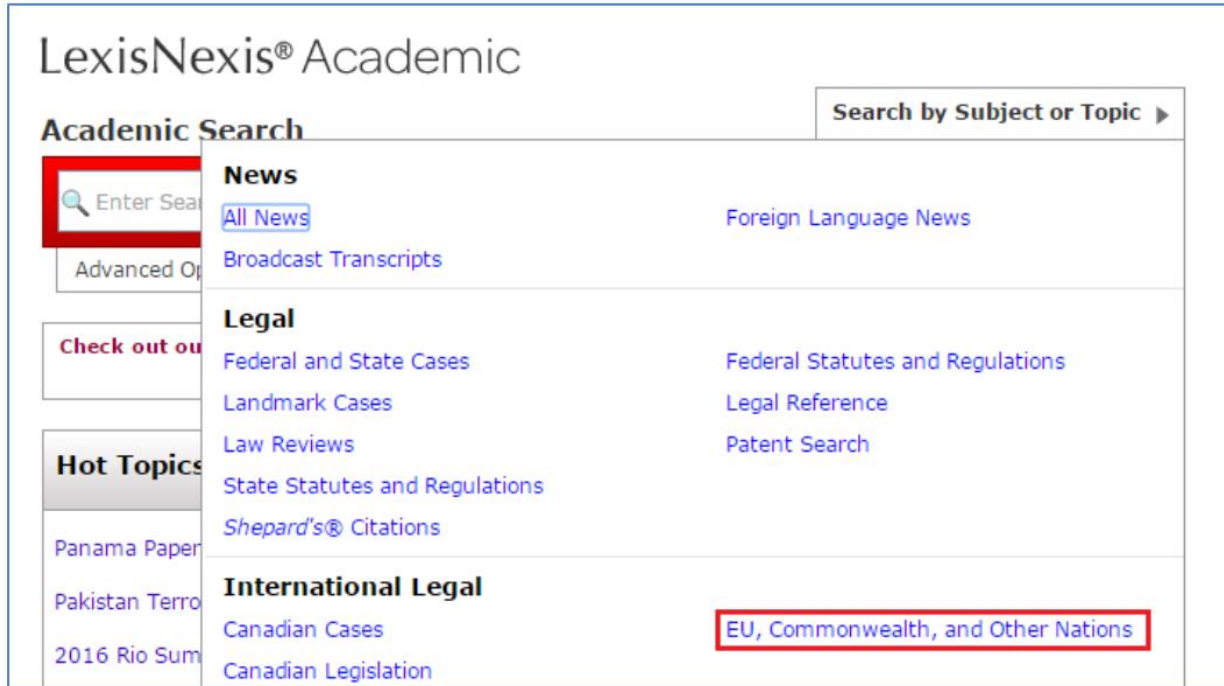 LexisNexis® Academic
Search by Subject or Topic ▶
Academic Search
Enter Sear
Advanced Op
Check out ou
Hot Topics
Panama Paper
Pakistan Terro
2016 Rio Sum
News
All News
Foreign Language News
Broadcast Transcripts
Legal
Federal and State Cases
Federal Statutes and Regulations
Landmark Cases
Legal Reference
Law Reviews
Patent Search
State Statutes and Regulations
Shepard's® Citations
International Legal
Canadian Cases
EU, Commonwealth, and Other Nations
Canadian Legislation